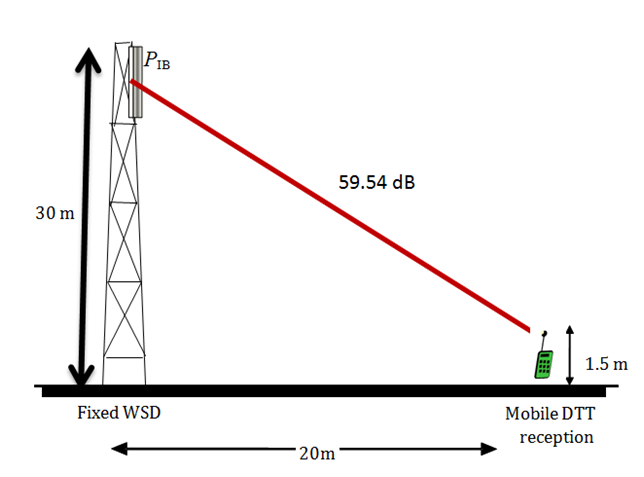 P_IB
59.54 dB
30 m
1.5 m
Fixed WSD
Mobile DTT
reception
20m